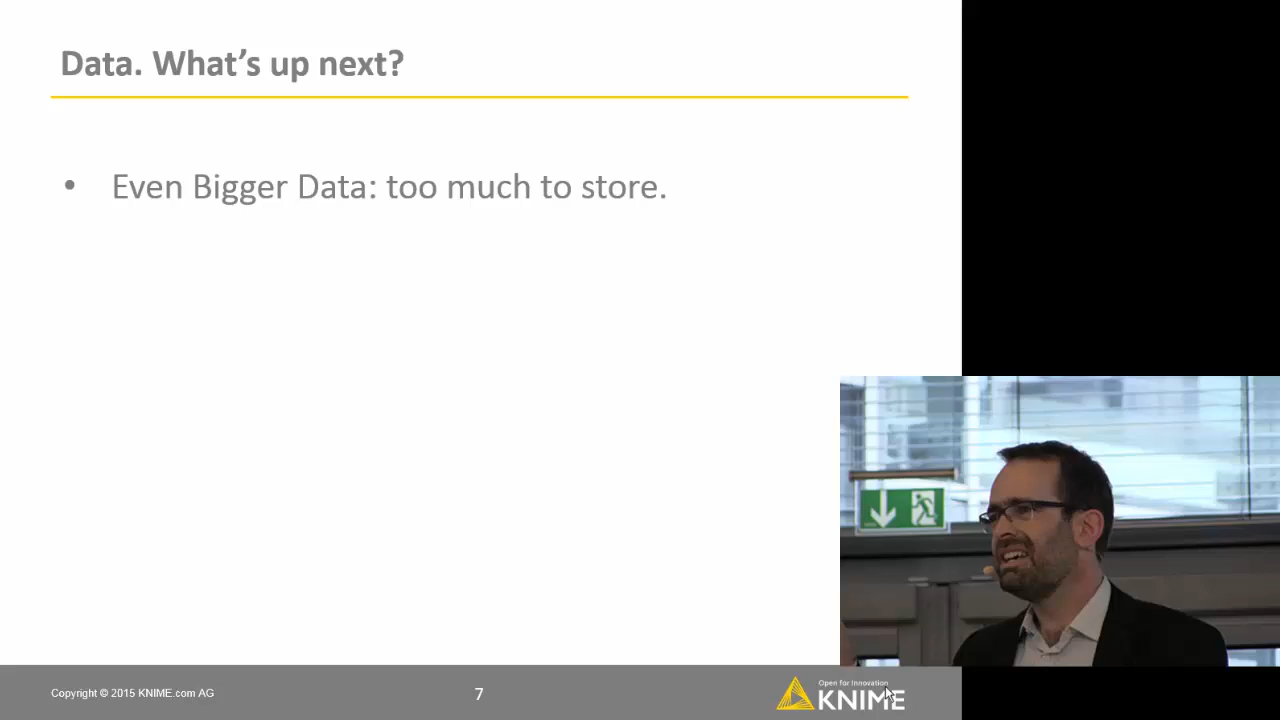 Data. What's up next?
• Even Bigger Data: too much to store.
Copyright © 2015 KNIME.com AG
7
Open for Innovation
KNIME